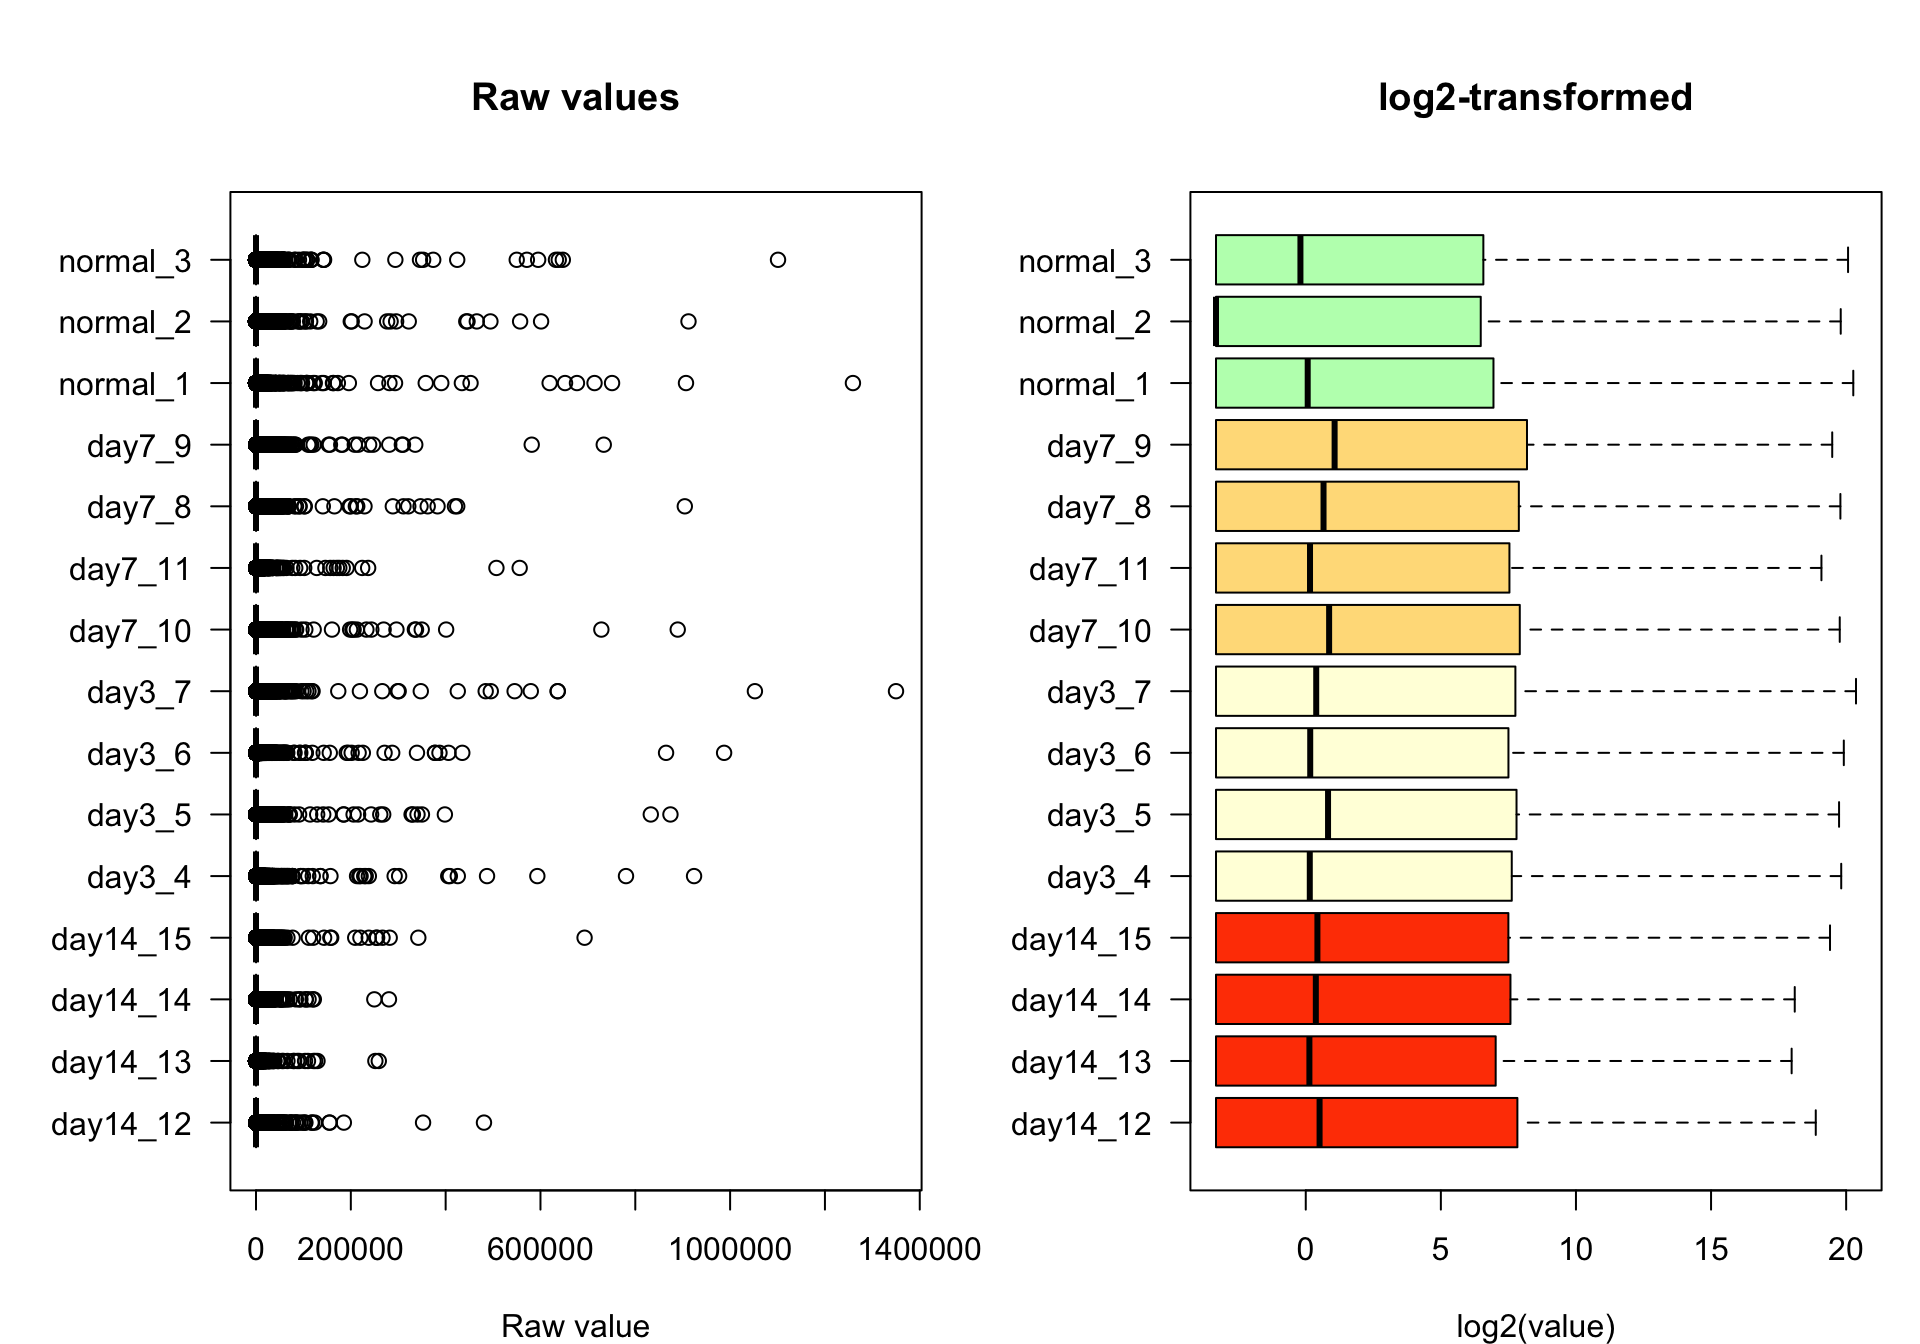 Raw values
normal_3
normal_2
normal_1
day7_9
day7_8
day7_11
day7_10
day3_7
day3_6
day3_5
day3_4
day14_15
day14_14
day14_13
day14_12
0 200000 600000 1000000 1400000
Raw value
log2-transformed
normal_3
normal_2
normal_1
day7_9
day7_8
day7_11
day7_10
day3_7
day3_6
day3_5
day3_4
day14_15
day14_14
day14_13
day14_12
0 5 10 15 20
log2(value)